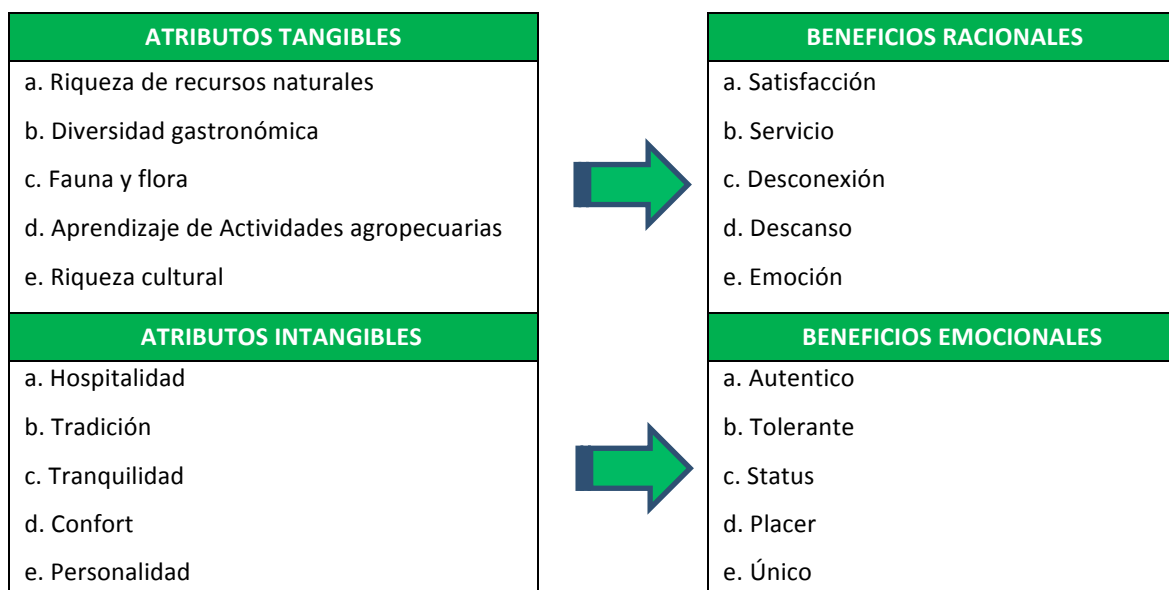 ATRIBUTOS TANGIBLES
a. Riqueza de recursos naturales
b. Diversidad gastronómica
c. Fauna y flora
d. Aprendizaje de Actividades agropecuarias
e. Riqueza cultural
ATRIBUTOS INTANGIBLES
a. Hospitalidad
b. Tradición
c. Tranquilidad
d. Confort
e. Personalidad
BENEFICIOS RACIONALES
a. Satisfacción
b. Servicio
c. Desconexión
d. Descanso
e. Emoción
BENEFICIOS EMOCIONALES
a. Autentico
b. Tolerante
c. Status
d. Placer
e. Único